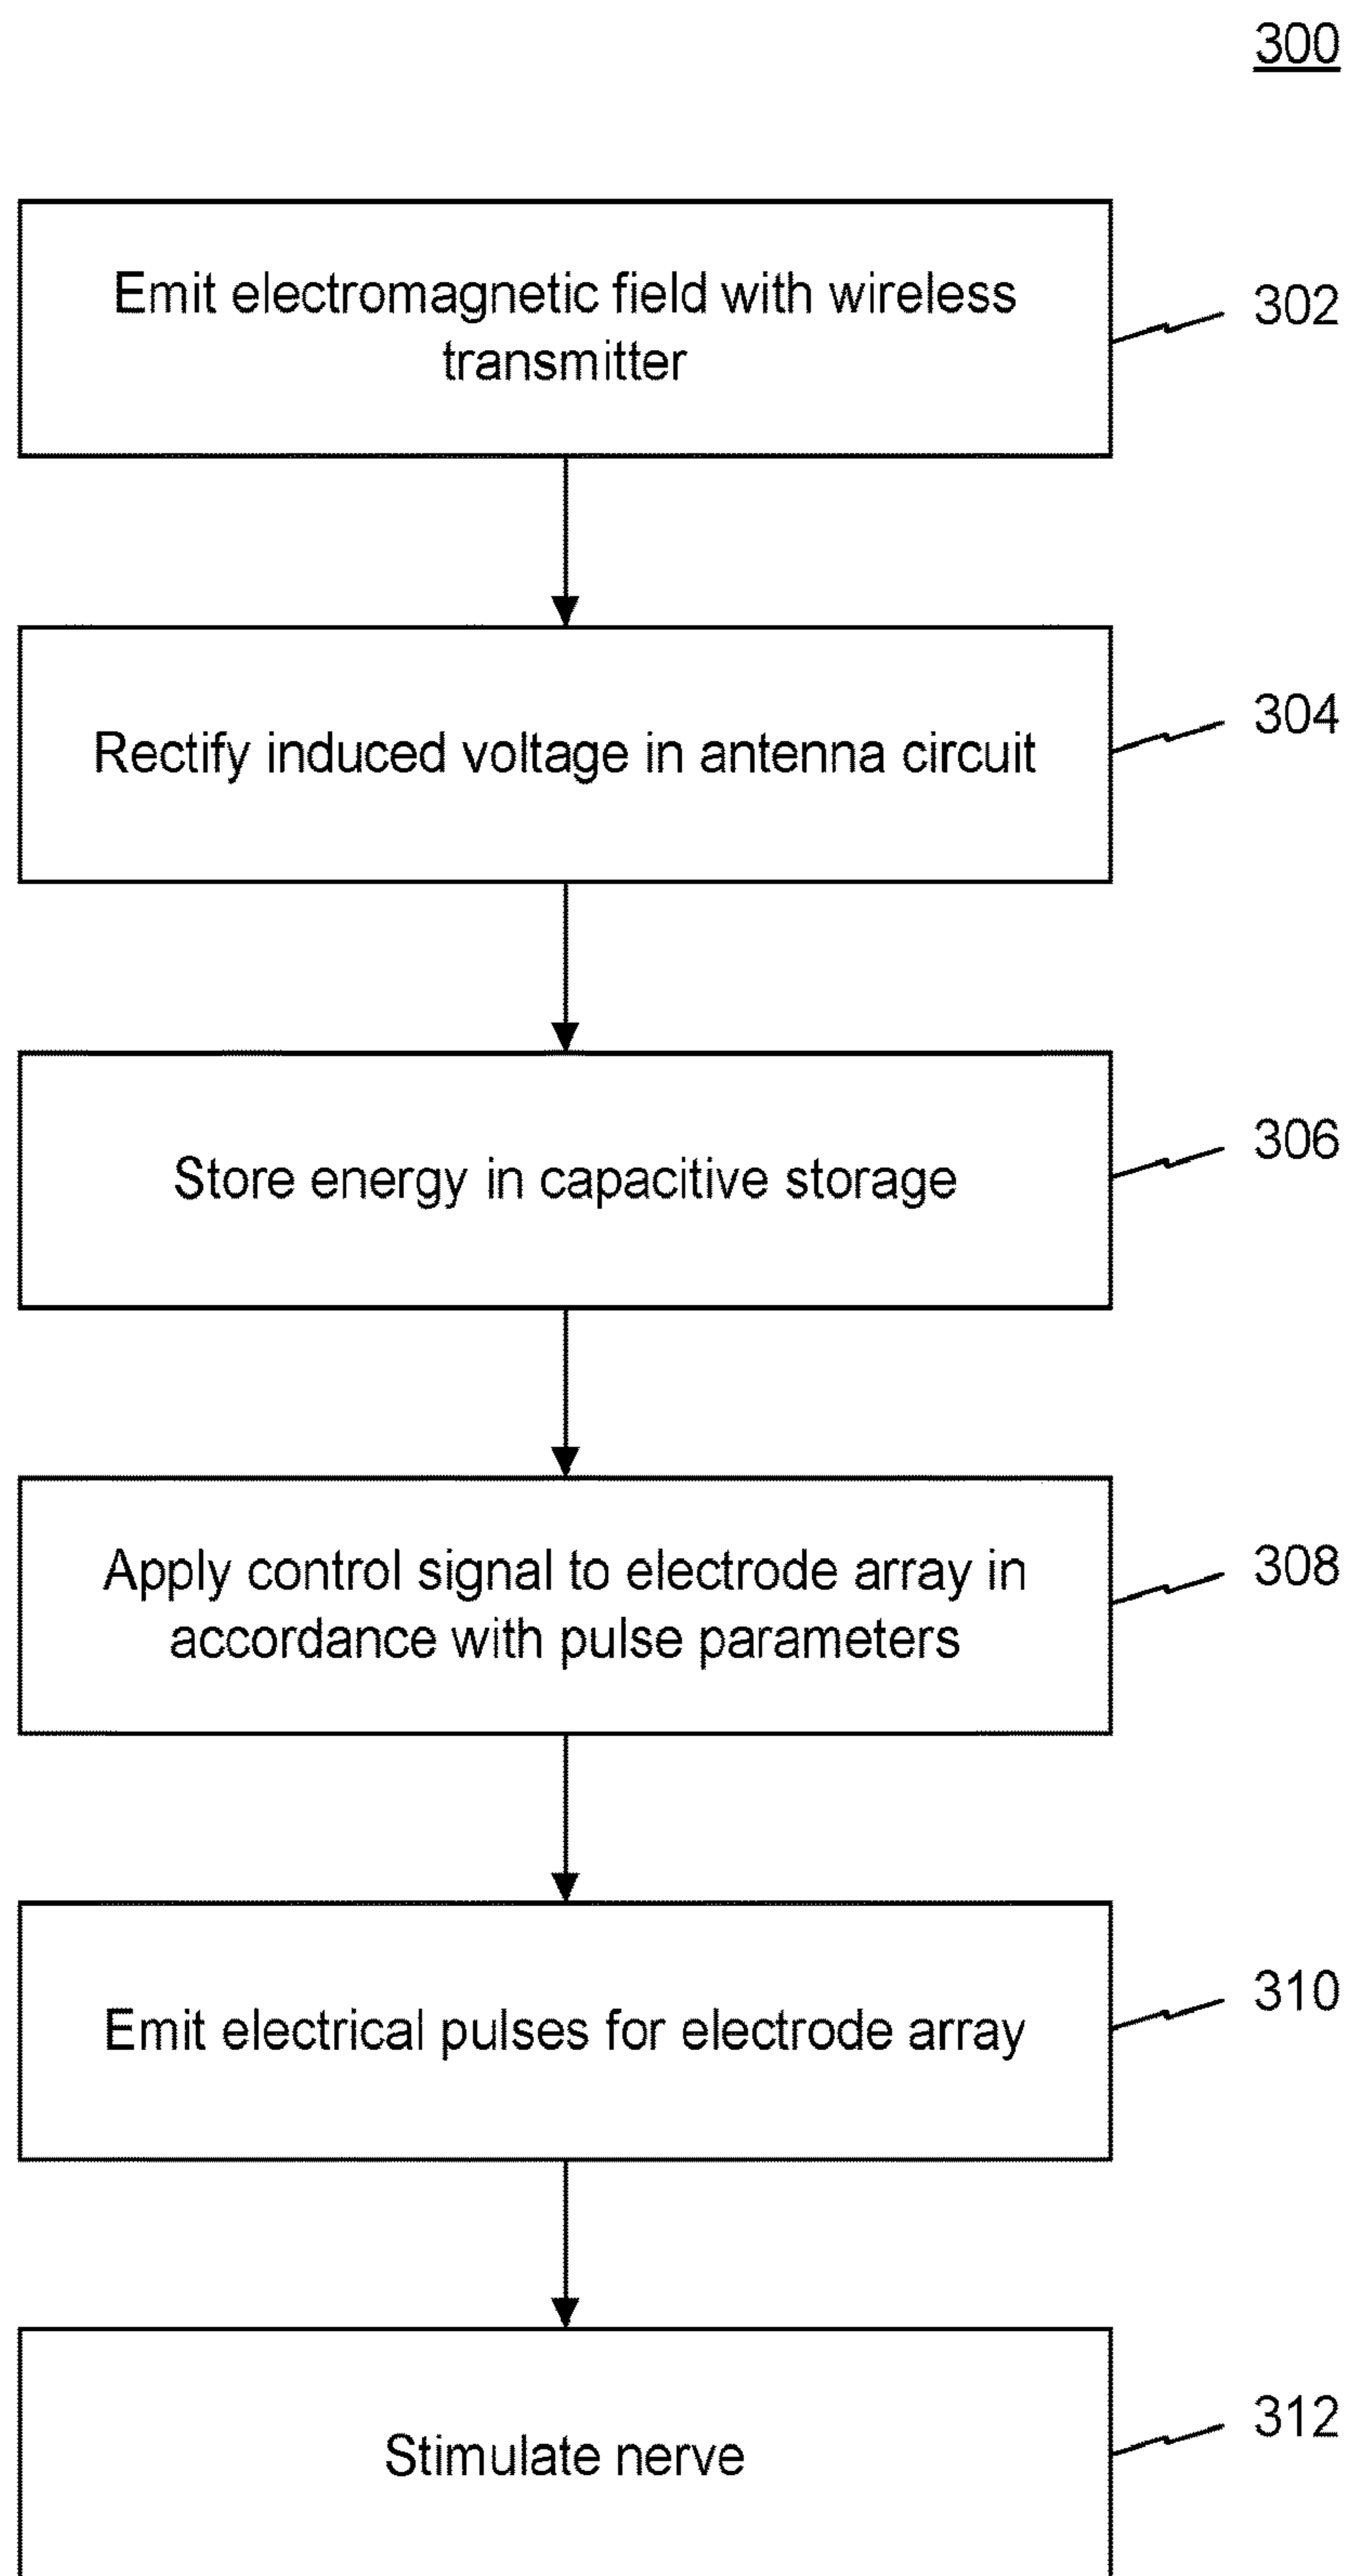 300
Emit electromagnetic field with wireless
transmitter
302
Rectify induced voltage in antenna circuit
304
Store energy in capacitive storage
306
Apply control signal to electrode array in
accordance with pulse parameters
308
Emit electrical pulses for electrode array
310
Stimulate nerve
312